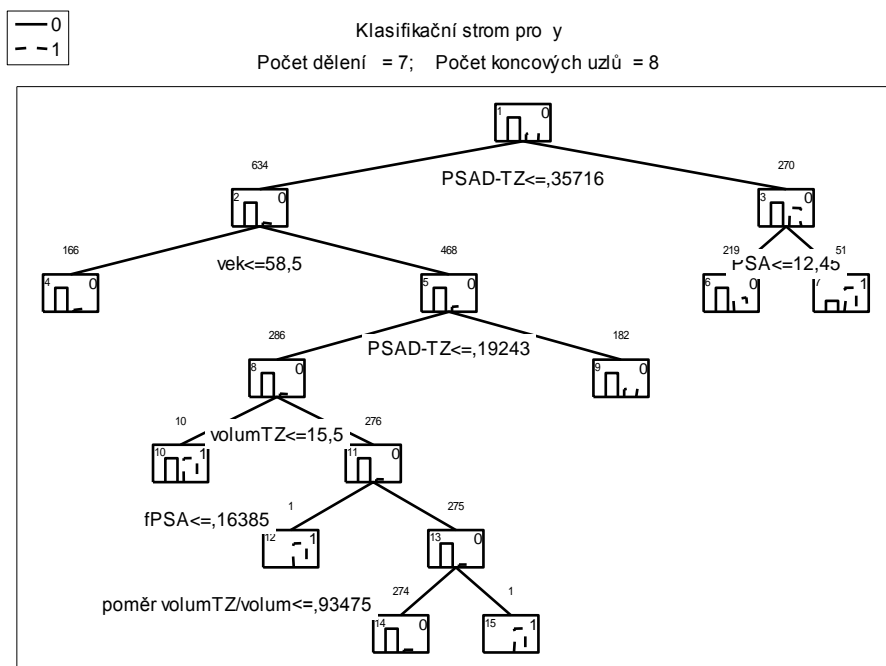 0
1
Klasifikační strom pro y
Počet dělení = 7; Počet koncových uzlů = 8
1 0
634 270
PSAD-TZ<=,35716
2 0 3 0
166 468 219 51
vek<=58,5 PSA<=12,45
4 0 5 0 6 0 7 1
286 182
PSAD-TZ<=,19243
8 0 9 0
10 276
volumTZ<=15,5
10 1 11 0
1 275
fPSA<=,16385
12 1 13 0
274 1
poměr volumTZ/volum<=,93475
14 0 15 1